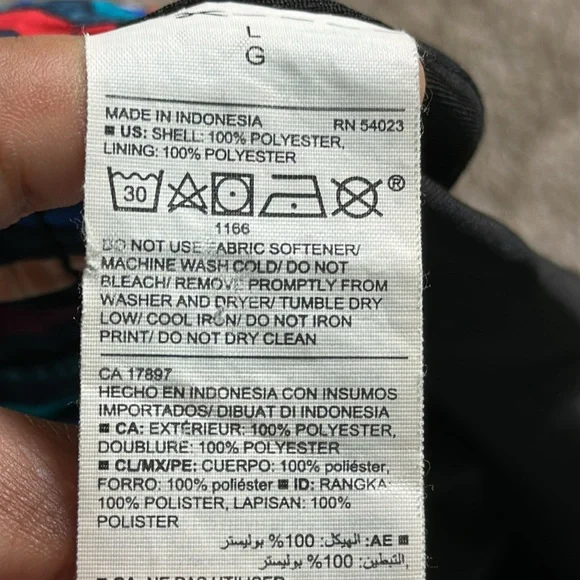 L
G
MADE IN INDONESIA RN 54023
■ US: SHELL: 100% POLYESTER,
LINING: 100% POLYESTER
30 ®
1166
DO NOT USE FABRIC SOFTENER/
MACHINE WASH COLD/ DO NOT
BLEACH/ REMOVE PROMPTLY FROM
WASHER AND DRYER/ TUMBLE DRY
LOW/ COOL IRON/ DO NOT IRON
PRINT/ DO NOT DRY CLEAN
CA 17897
HECHO EN INDONESIA CON INSUMOS
IMPORTADOS/ DIBUAT DI INDONESIA
■ CA: EXTÉRIEUR: 100% POLYESTER,
DOUBLURE: 100% POLYESTER
■ CL/MX/PE: CUERPO: 100% poliéster,
FORRO: 100% poliéster ■ ID: RANGKA:
100% POLISTER, LAPISAN: 100%
POLISTER
■ AE: الهيكل: 100% بوليستر
التبطين: 100% بوليستر.